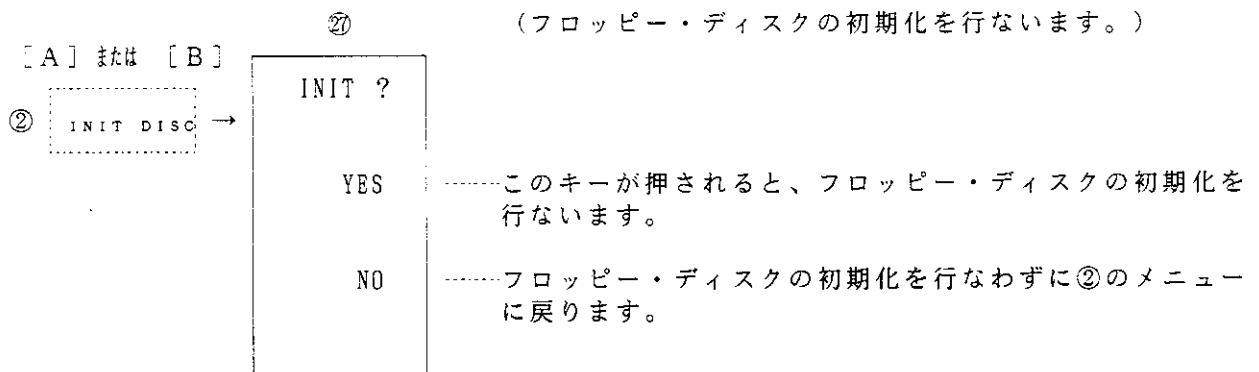 ㉗ (フロッピー・ディスクの初期化を行ないます。)
[A] または [B]
INIT ?
② INIT DISC →
YES ……このキーが押されると、フロッピー・ディスクの初期化を
行ないます。
NO ……フロッピー・ディスクの初期化を行なわずに②のメニュー
に戻ります。